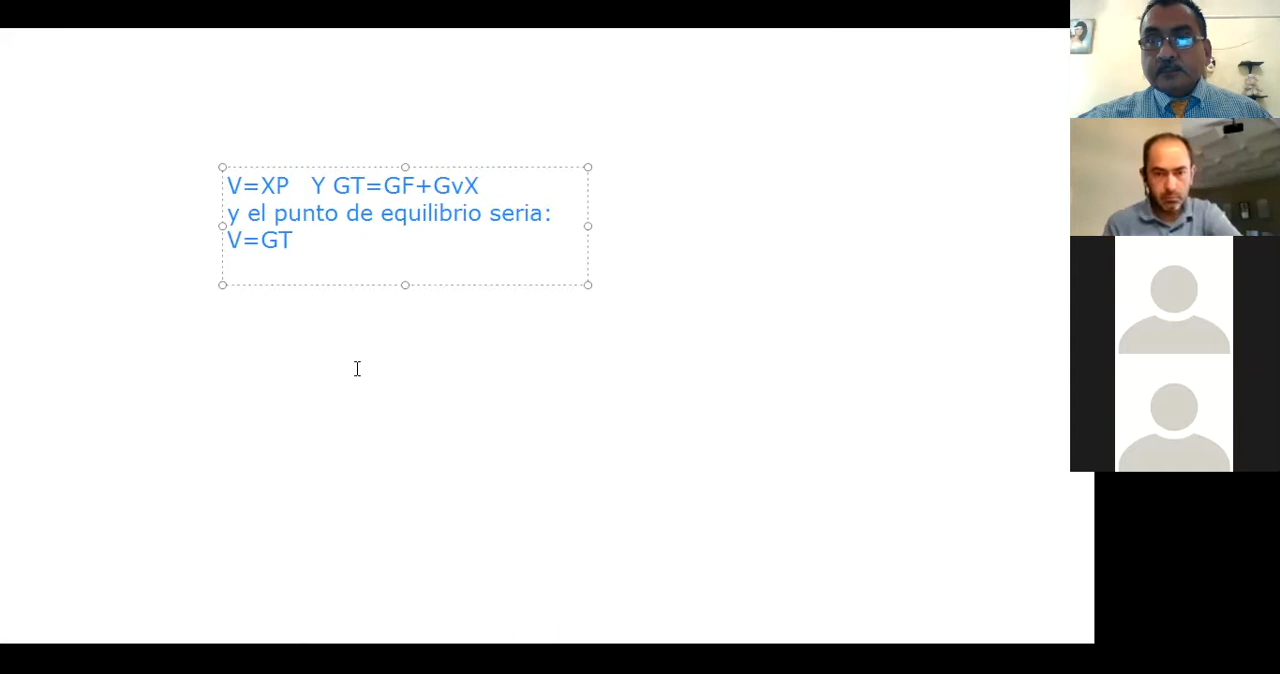 V=XP   Y GT=GF+GvX
y el punto de equilibrio seria:
V=GT